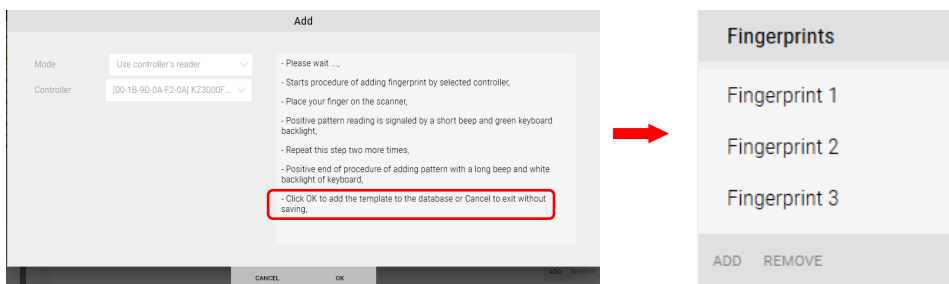 Add
Mode
Use controller's reader
Controller
[00-1B-9D-0A-F2-0A] KZ3000F...
- Please wait ...,
- Starts procedure of adding fingerprint by selected controller,
- Place your finger on the scanner,
- Positive pattern reading is signaled by a short beep and green keyboard
backlight,
- Repeat this step two more times,
- Positive end of procedure of adding pattern with a long beep and white
backlight of keyboard,
- Click OK to add the template to the database or Cancel to exit without
saving,
CANCEL OK
ADD REMOVE
Fingerprints
Fingerprint 1
Fingerprint 2
Fingerprint 3
ADD REMOVE